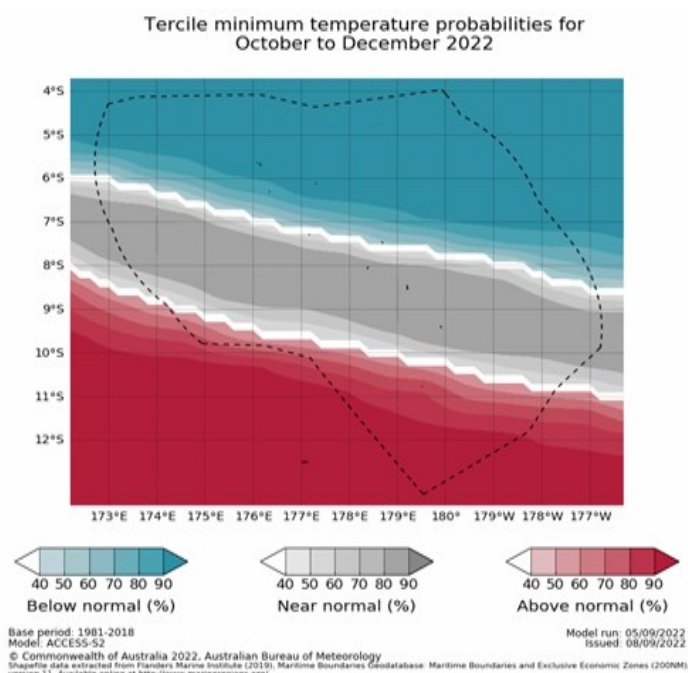 Tercile minimum temperature probabilities for
October to December 2022
4°S
5°S
6°S
7°S
8°S
9°S
10°S
11°S
12°S
173°E 174°E 175°E 176°E 177°E 178°E 179°E 180° 179°W 178°W 177°W
40 50 60 70 80 90 40 50 60 70 80 90 40 50 60 70 80 90
Below normal (%) Near normal (%) Above normal (%)
Base period: 1981-2018 Model run: 05/09/2022
Model: ACCESS-S2 Issued: 08/09/2022
© Commonwealth of Australia 2022, Australian Bureau of Meteorology
Shapefile data extracted from Flanders Marine Institute (2019), Maritime Boundaries Geodatabase: Maritime Boundaries and Exclusive Economic Zones (200NM),